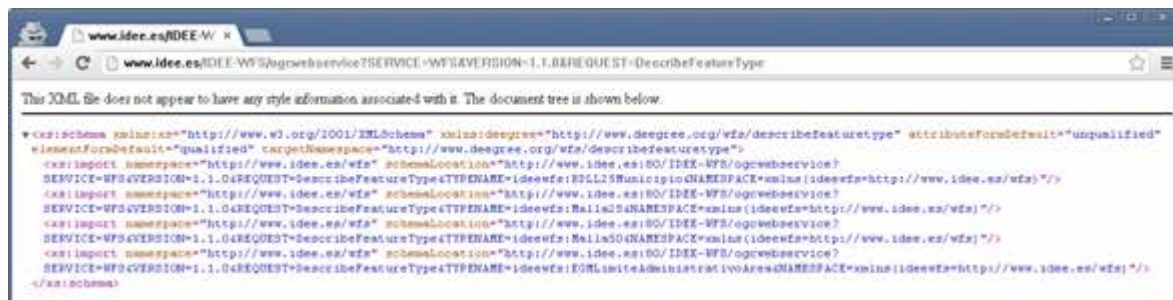 www.idee.es/IDEE-W ×
www.idee.es/IDEE-WFS/ogcwebservice?SERVICE=WFS&VERSION=1.1.0&REQUEST=DescribeFeatureType
This XML file does not appear to have any style information associated with it. The document tree is shown below.
▼<xs:schema xmlns:xs="http://www.w3.org/2001/XMLSchema" xmlns:deegree="http://www.deegree.org/wfs/describefeaturetype" attributeFormDefault="unqualified"
elementFormDefault="qualified" targetNamespace="http://www.deegree.org/wfs/describefeaturetype">
<xs:import namespace="http://www.idee.es/wfs" schemaLocation="http://www.idee.es:80/IDEE-WFS/ogcwebservice?
SERVICE=WFS&VERSION=1.1.0&REQUEST=DescribeFeatureType&TYPENAME=ideewfs:BDLL25Municipio&NAMESPACE=xmlns(ideewfs=http://www.idee.es/wfs)"/>
<xs:import namespace="http://www.idee.es/wfs" schemaLocation="http://www.idee.es:80/IDEE-WFS/ogcwebservice?
SERVICE=WFS&VERSION=1.1.0&REQUEST=DescribeFeatureType&TYPENAME=ideewfs:Malla25&NAMESPACE=xmlns(ideewfs=http://www.idee.es/wfs)"/>
<xs:import namespace="http://www.idee.es/wfs" schemaLocation="http://www.idee.es:80/IDEE-WFS/ogcwebservice?
SERVICE=WFS&VERSION=1.1.0&REQUEST=DescribeFeatureType&TYPENAME=ideewfs:Malla50&NAMESPACE=xmlns(ideewfs=http://www.idee.es/wfs)"/>
<xs:import namespace="http://www.idee.es/wfs" schemaLocation="http://www.idee.es:80/IDEE-WFS/ogcwebservice?
SERVICE=WFS&VERSION=1.1.0&REQUEST=DescribeFeatureType&TYPENAME=ideewfs:EGMLimiteAdministrativoArea&NAMESPACE=xmlns(ideewfs=http://www.idee.es/wfs)"/>
</xs:schema>